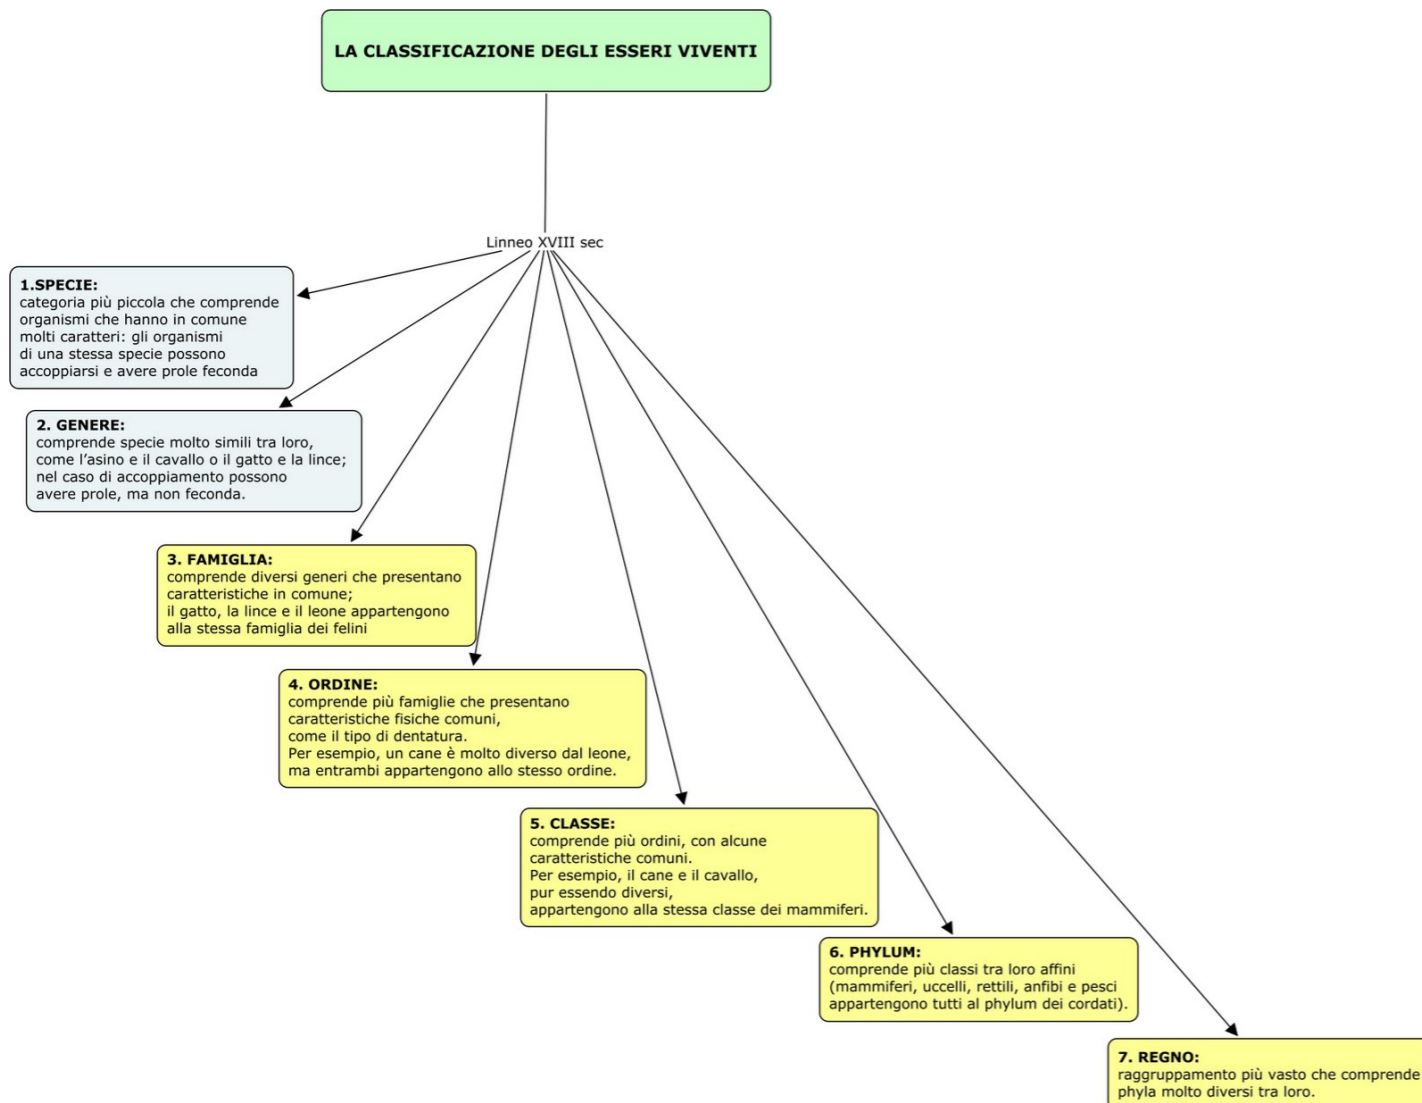 LA CLASSIFICAZIONE DEGLI ESSERI VIVENTI
Linneo XVIII sec
1.SPECIE:
categoria più piccola che comprende
organismi che hanno in comune
molti caratteri: gli organismi
di una stessa specie possono
accoppiarsi e avere prole feconda
2. GENERE:
comprende specie molto simili tra loro,
come l'asino e il cavallo o il gatto e la lince;
nel caso di accoppiamento possono
avere prole, ma non feconda.
3. FAMIGLIA:
comprende diversi generi che presentano
caratteristiche in comune;
il gatto, la lince e il leone appartengono
alla stessa famiglia dei felini
4. ORDINE:
comprende più famiglie che presentano
caratteristiche fisiche comuni,
come il tipo di dentatura.
Per esempio, un cane è molto diverso dal leone,
ma entrambi appartengono allo stesso ordine.
5. CLASSE:
comprende più ordini, con alcune
caratteristiche comuni.
Per esempio, il cane e il cavallo,
pur essendo diversi,
appartengono alla stessa classe dei mammiferi.
6. PHYLUM:
comprende più classi tra loro affini
(mammiferi, uccelli, rettili, anfibi e pesci
appartengono tutti al phylum dei cordati).
7. REGNO:
raggruppamento più vasto che comprende
phyla molto diversi tra loro.